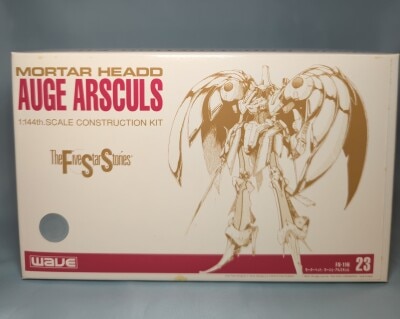 MORTAR HEADD
AUGE ARSCULS
1:144th.SCALE CONSTRUCTION KIT
The Five Star Stories
wave
23